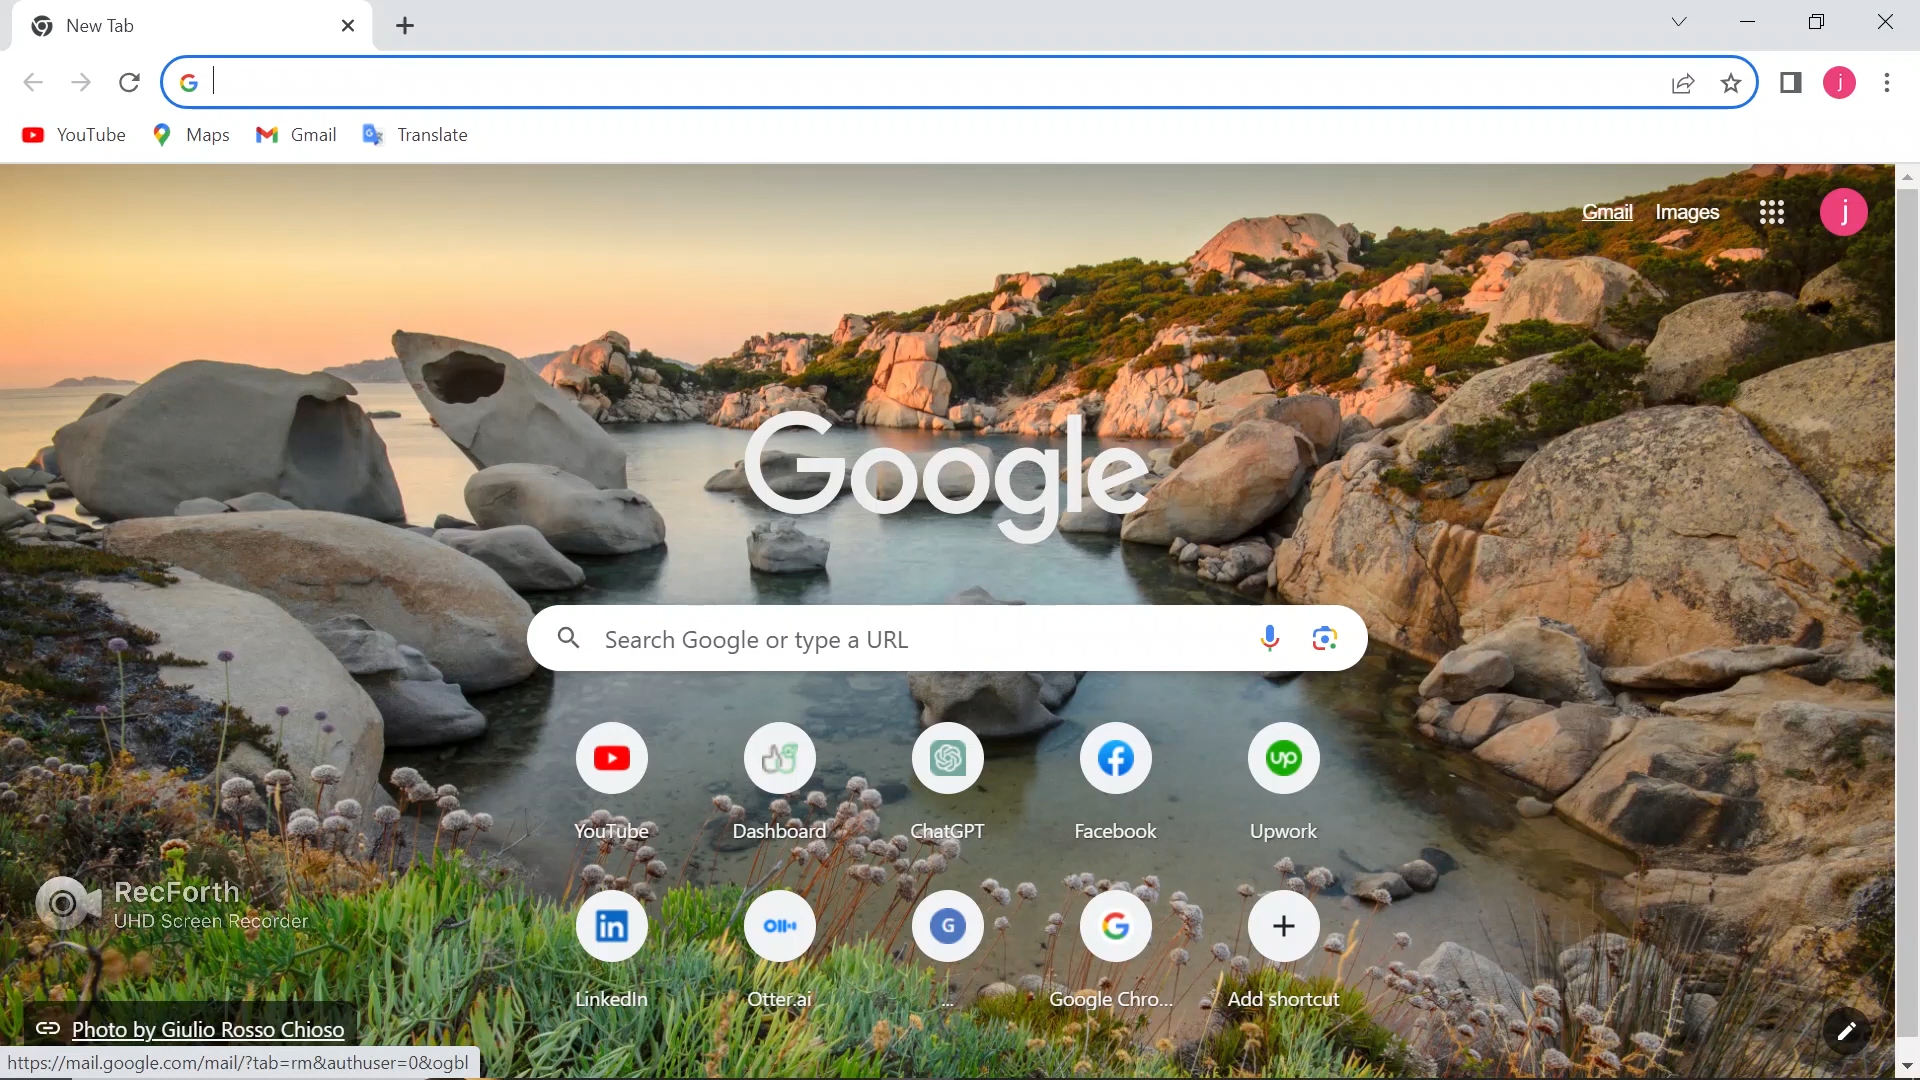 New Tab
YouTube Maps Gmail Translate
Gmail Images j
j
Google
Search Google or type a URL
YouTube Dashboard ChatGPT Facebook Upwork
LinkedIn Otter.ai ... Google Chro... Add shortcut
RecForth
UHD Screen Recorder
Photo by Giulio Rosso Chioso
https://mail.google.com/mail/?tab=rm&authuser=0&ogbl